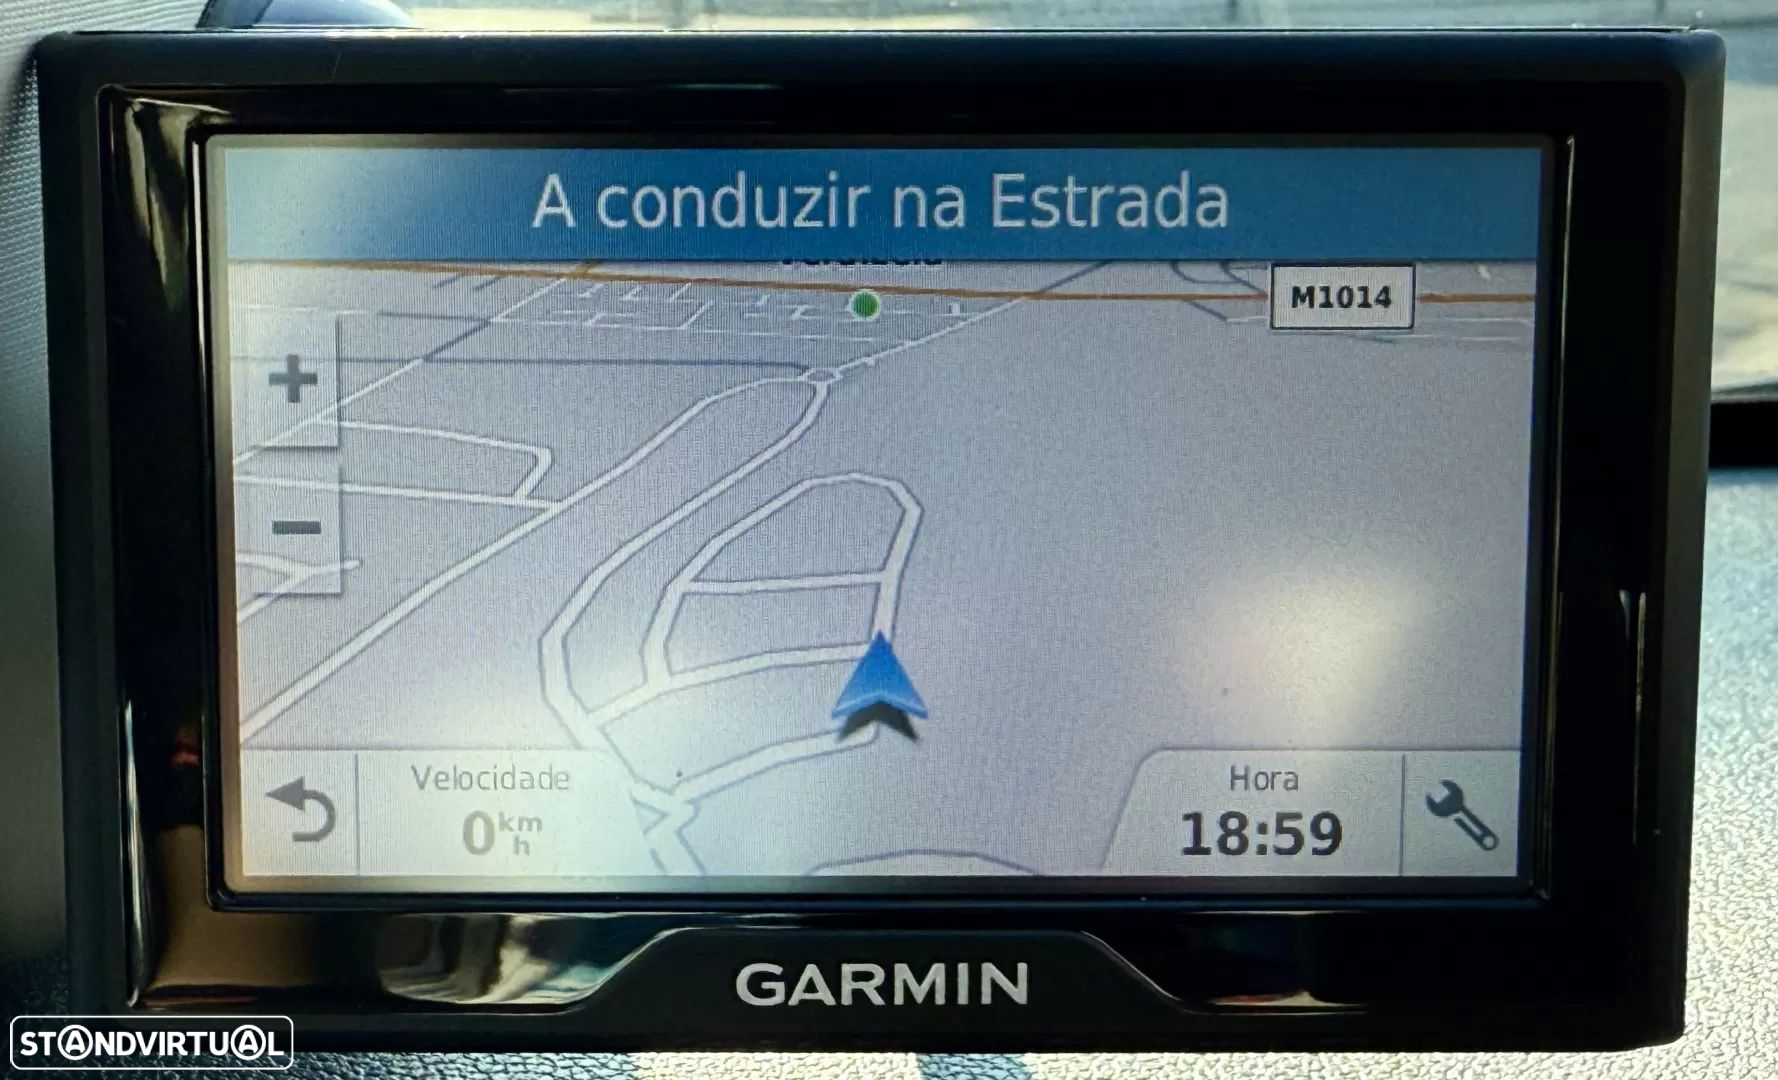 A conduzir na Estrada
M1014
+
−
Velocidade
0 km/h
Hora
18:59
GARMIN
STANDVIRTUAL